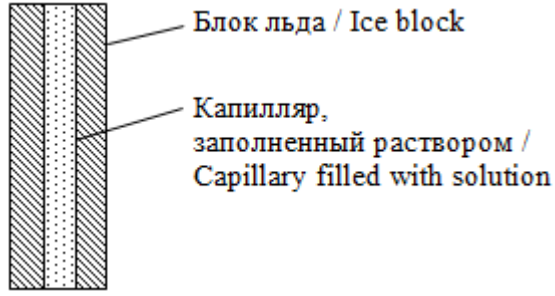 Блок льда / Ice block
Капилляр,
заполненный раствором /
Capillary filled with solution